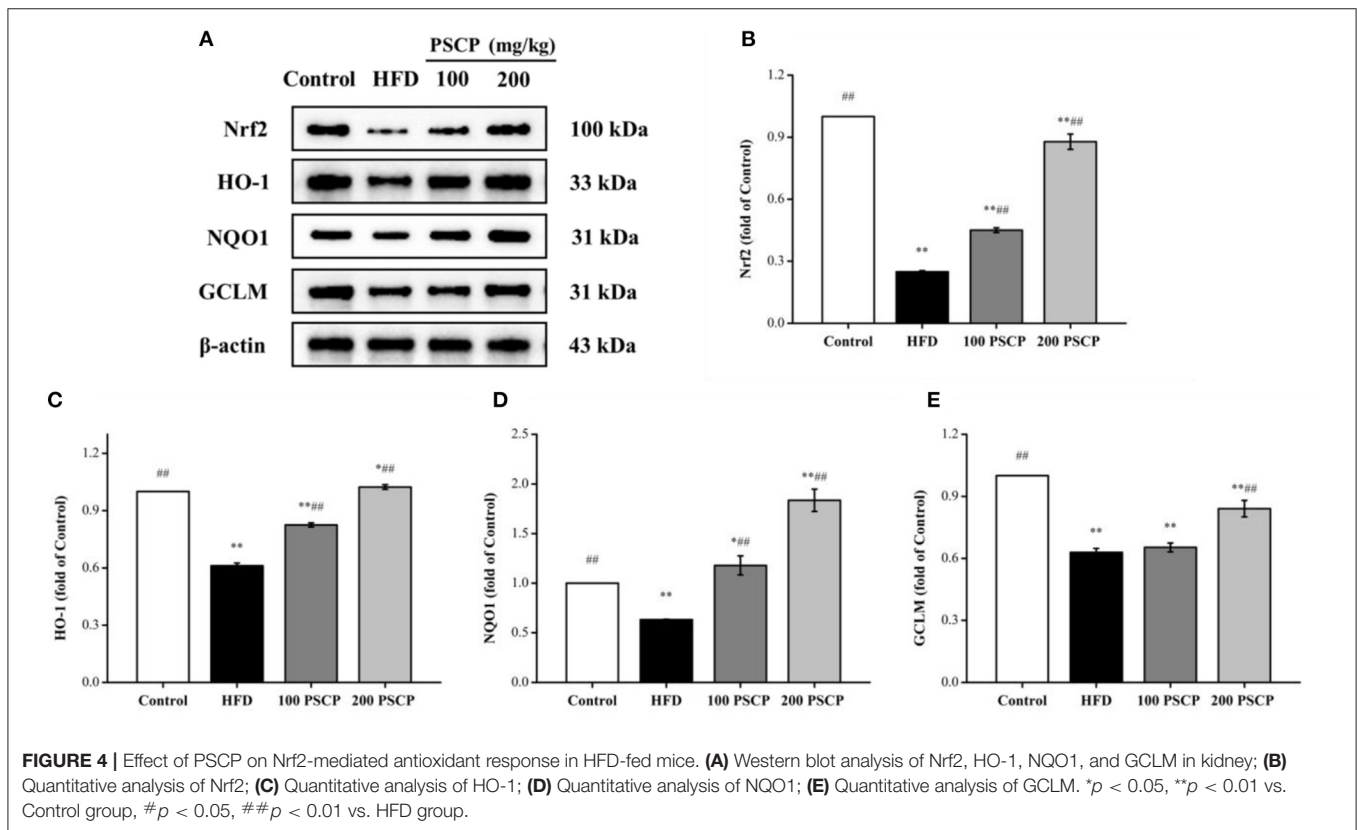 A
PSCP (mg/kg)
Control HFD 100 200
Nrf2 100 kDa
HO-1 33 kDa
NQO1 31 kDa
GCLM 31 kDa
β-actin 43 kDa
B
Nrf2 (fold of Control)
1.2
0.9
0.6
0.3
0.0
##
**
**##
**##
Control HFD 100 PSCP 200 PSCP
C
HO-1 (fold of Control)
1.2
0.9
0.6
0.3
0.0
##
**
**##
*##
Control HFD 100 PSCP 200 PSCP
D
NQO1 (fold of Control)
2.5
2.0
1.5
1.0
0.5
0.0
##
**
*##
**##
Control HFD 100 PSCP 200 PSCP
E
GCLM (fold of Control)
1.2
0.9
0.6
0.3
0.0
##
**
**
**##
Control HFD 100 PSCP 200 PSCP
FIGURE 4 | Effect of PSCP on Nrf2-mediated antioxidant response in HFD-fed mice. (A) Western blot analysis of Nrf2, HO-1, NQO1, and GCLM in kidney; (B)
Quantitative analysis of Nrf2; (C) Quantitative analysis of HO-1; (D) Quantitative analysis of NQO1; (E) Quantitative analysis of GCLM. *p < 0.05, **p < 0.01 vs.
Control group, #p < 0.05, ##p < 0.01 vs. HFD group.